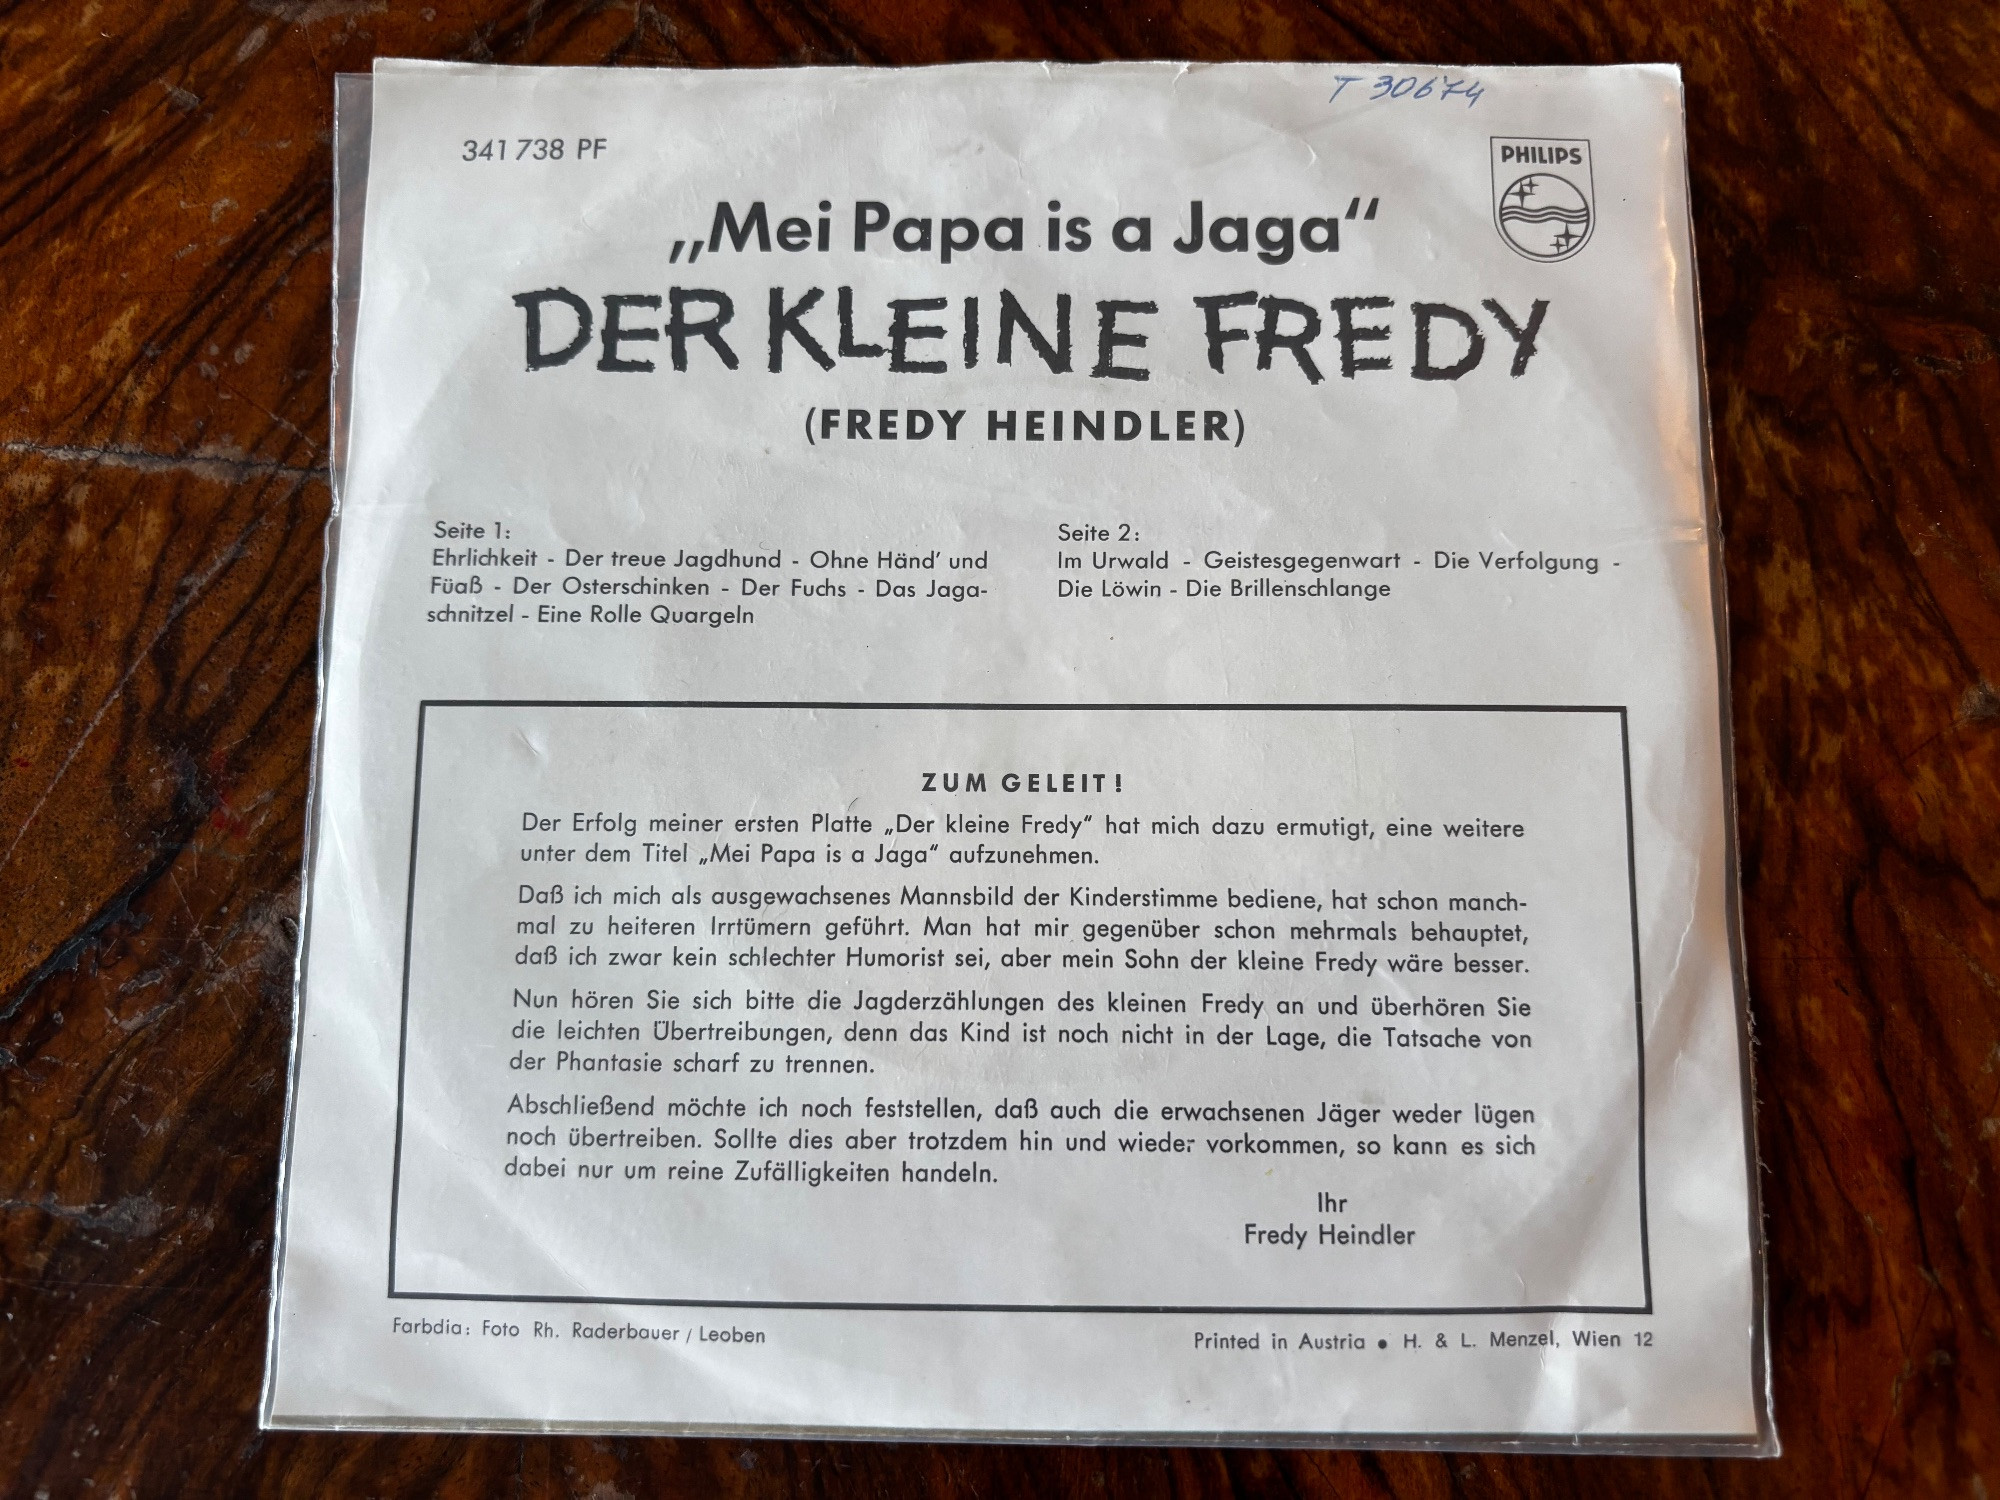 T 30674
341 738 PF
PHILIPS
„Mei Papa is a Jaga“
DER KLEINE FREDY
(FREDY HEINDLER)
Seite 1:
Ehrlichkeit - Der treue Jagdhund - Ohne Händ’ und
Füaß - Der Osterschinken - Der Fuchs - Das Jaga-
schnitzel - Eine Rolle Quargeln
Seite 2:
Im Urwald - Geistesgegenwart - Die Verfolgung -
Die Löwin - Die Brillenschlange
ZUM GELEIT!
Der Erfolg meiner ersten Platte „Der kleine Fredy“ hat mich dazu ermutigt, eine weitere
unter dem Titel „Mei Papa is a Jaga“ aufzunehmen.
Daß ich mich als ausgewachsenes Mannsbild der Kinderstimme bediene, hat schon manch-
mal zu heiteren Irrtümern geführt. Man hat mir gegenüber schon mehrmals behauptet,
daß ich zwar kein schlechter Humorist sei, aber mein Sohn der kleine Fredy wäre besser.
Nun hören Sie sich bitte die Jagderzählungen des kleinen Fredy an und überhören Sie
die leichten Übertreibungen, denn das Kind ist noch nicht in der Lage, die Tatsache von
der Phantasie scharf zu trennen.
Abschließend möchte ich noch feststellen, daß auch die erwachsenen Jäger weder lügen
noch übertreiben. Sollte dies aber trotzdem hin und wieder vorkommen, so kann es sich
dabei nur um reine Zufälligkeiten handeln.
Ihr
Fredy Heindler
Farbdia: Foto Rh. Raderbauer / Leoben
Printed in Austria ● H. & L. Menzel, Wien 12